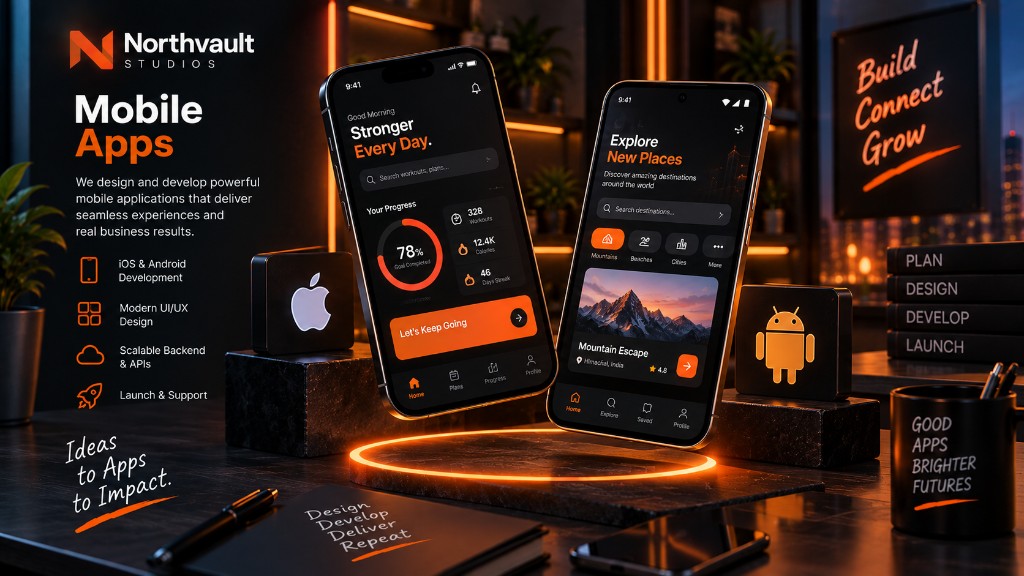 Northvault
STUDIOS
Mobile
Apps
We design and develop powerful
mobile applications that deliver
seamless experiences and
real business results.
iOS & Android
Development
Modern UI/UX
Design
Scalable Backend
& APIs
Launch & Support
Ideas
to Apps
to Impact.
9:41
Good Morning
Stronger
Every Day.
Search workouts, plans...
Your Progress
78%
Goal Completed
328
Workouts
12.4K
Calories
46
Days Streak
Let's Keep Going
Home
Plans
Progress
Profile
9:41
Explore
New Places
Discover amazing destinations
around the world
Search destinations...
Mountains
Beaches
Cities
More
Mountain Escape
Himachal, India
4.8
Home
Explore
Saved
Profile
Build
Connect
Grow
PLAN
DESIGN
DEVELOP
LAUNCH
GOOD
APPS
BRIGHTER
FUTURES
Design
Develop
Deliver
Repeat